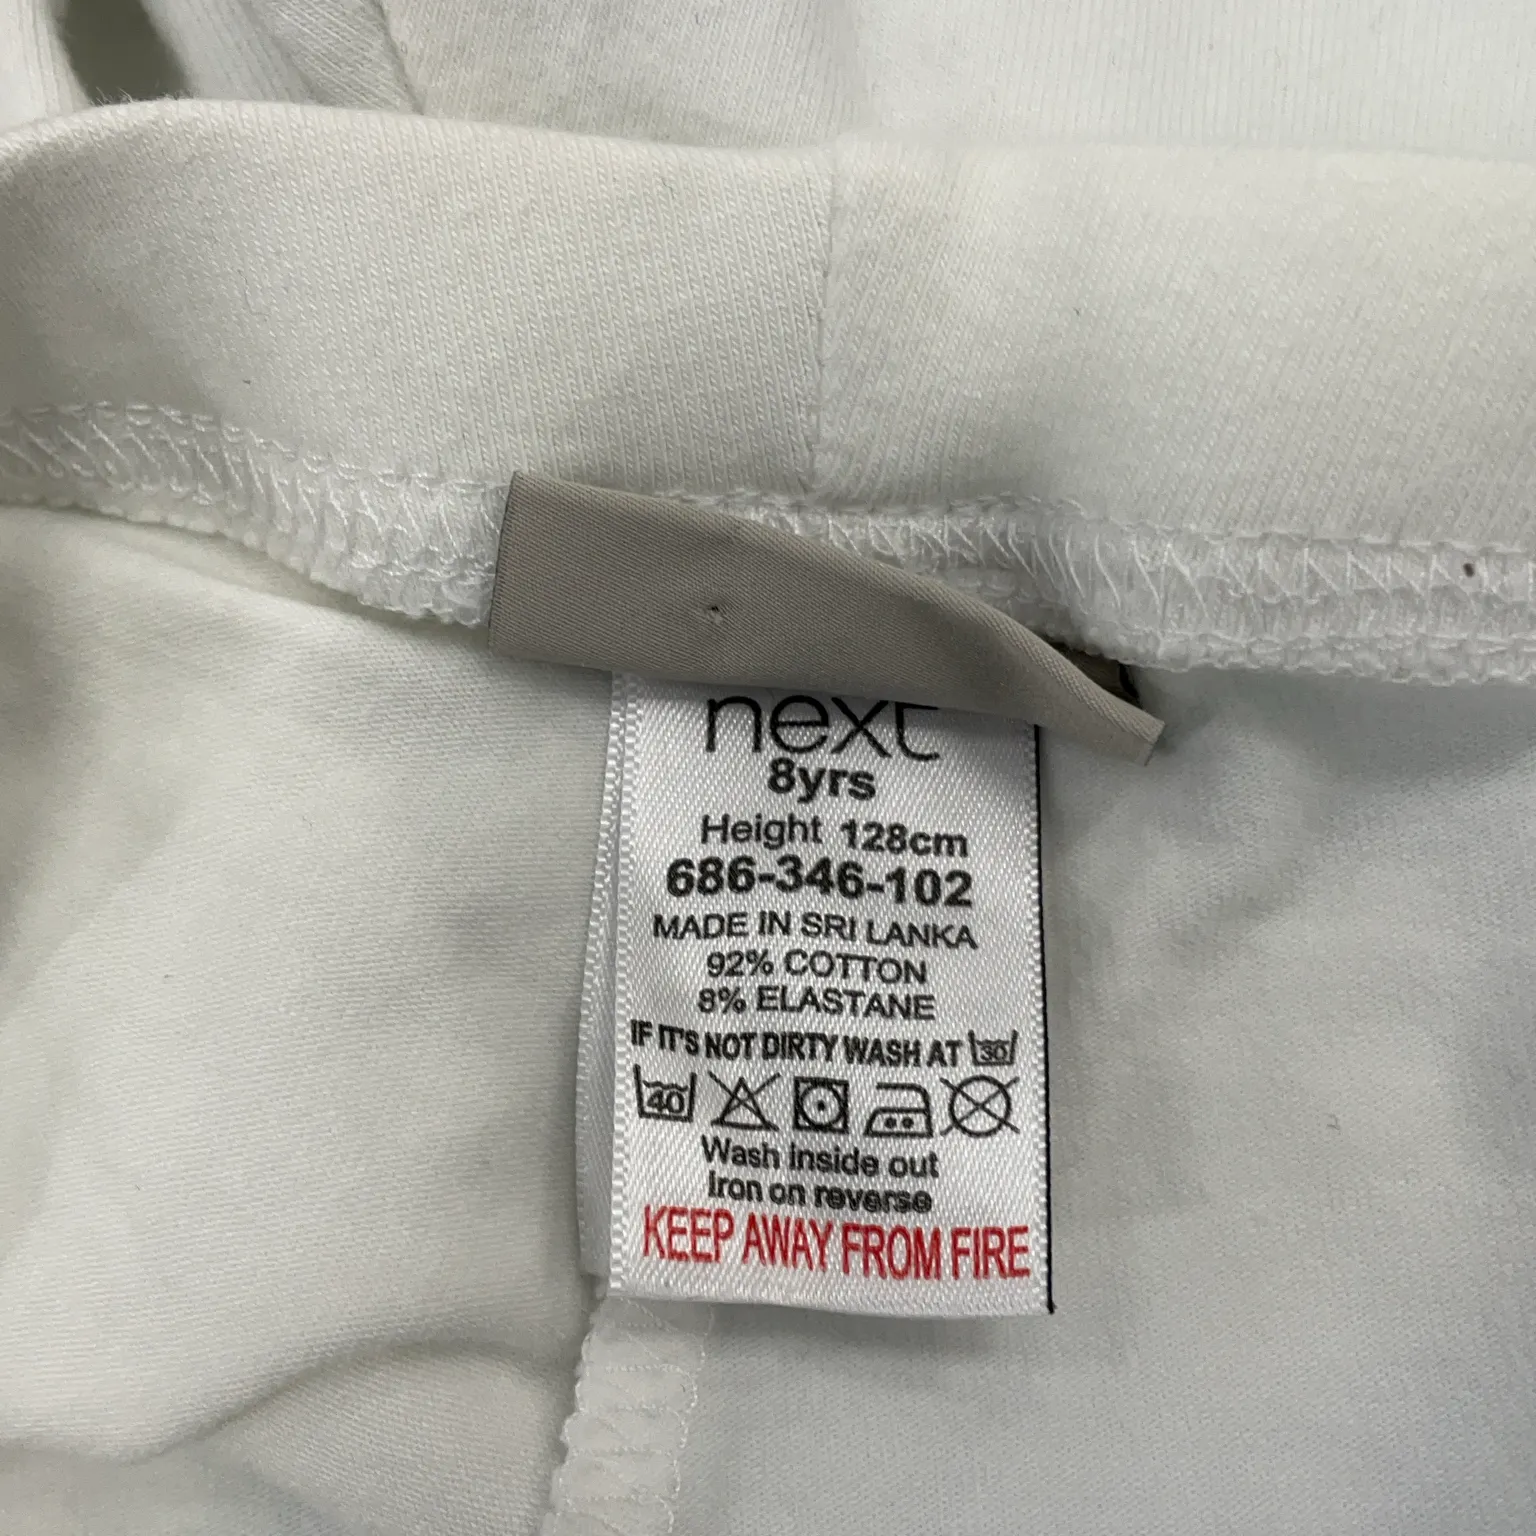 next
8yrs
Height 128cm
686-346-102
MADE IN SRI LANKA
92% COTTON
8% ELASTANE
IF IT'S NOT DIRTY WASH AT 30
40
Wash inside out
Iron on reverse
KEEP AWAY FROM FIRE